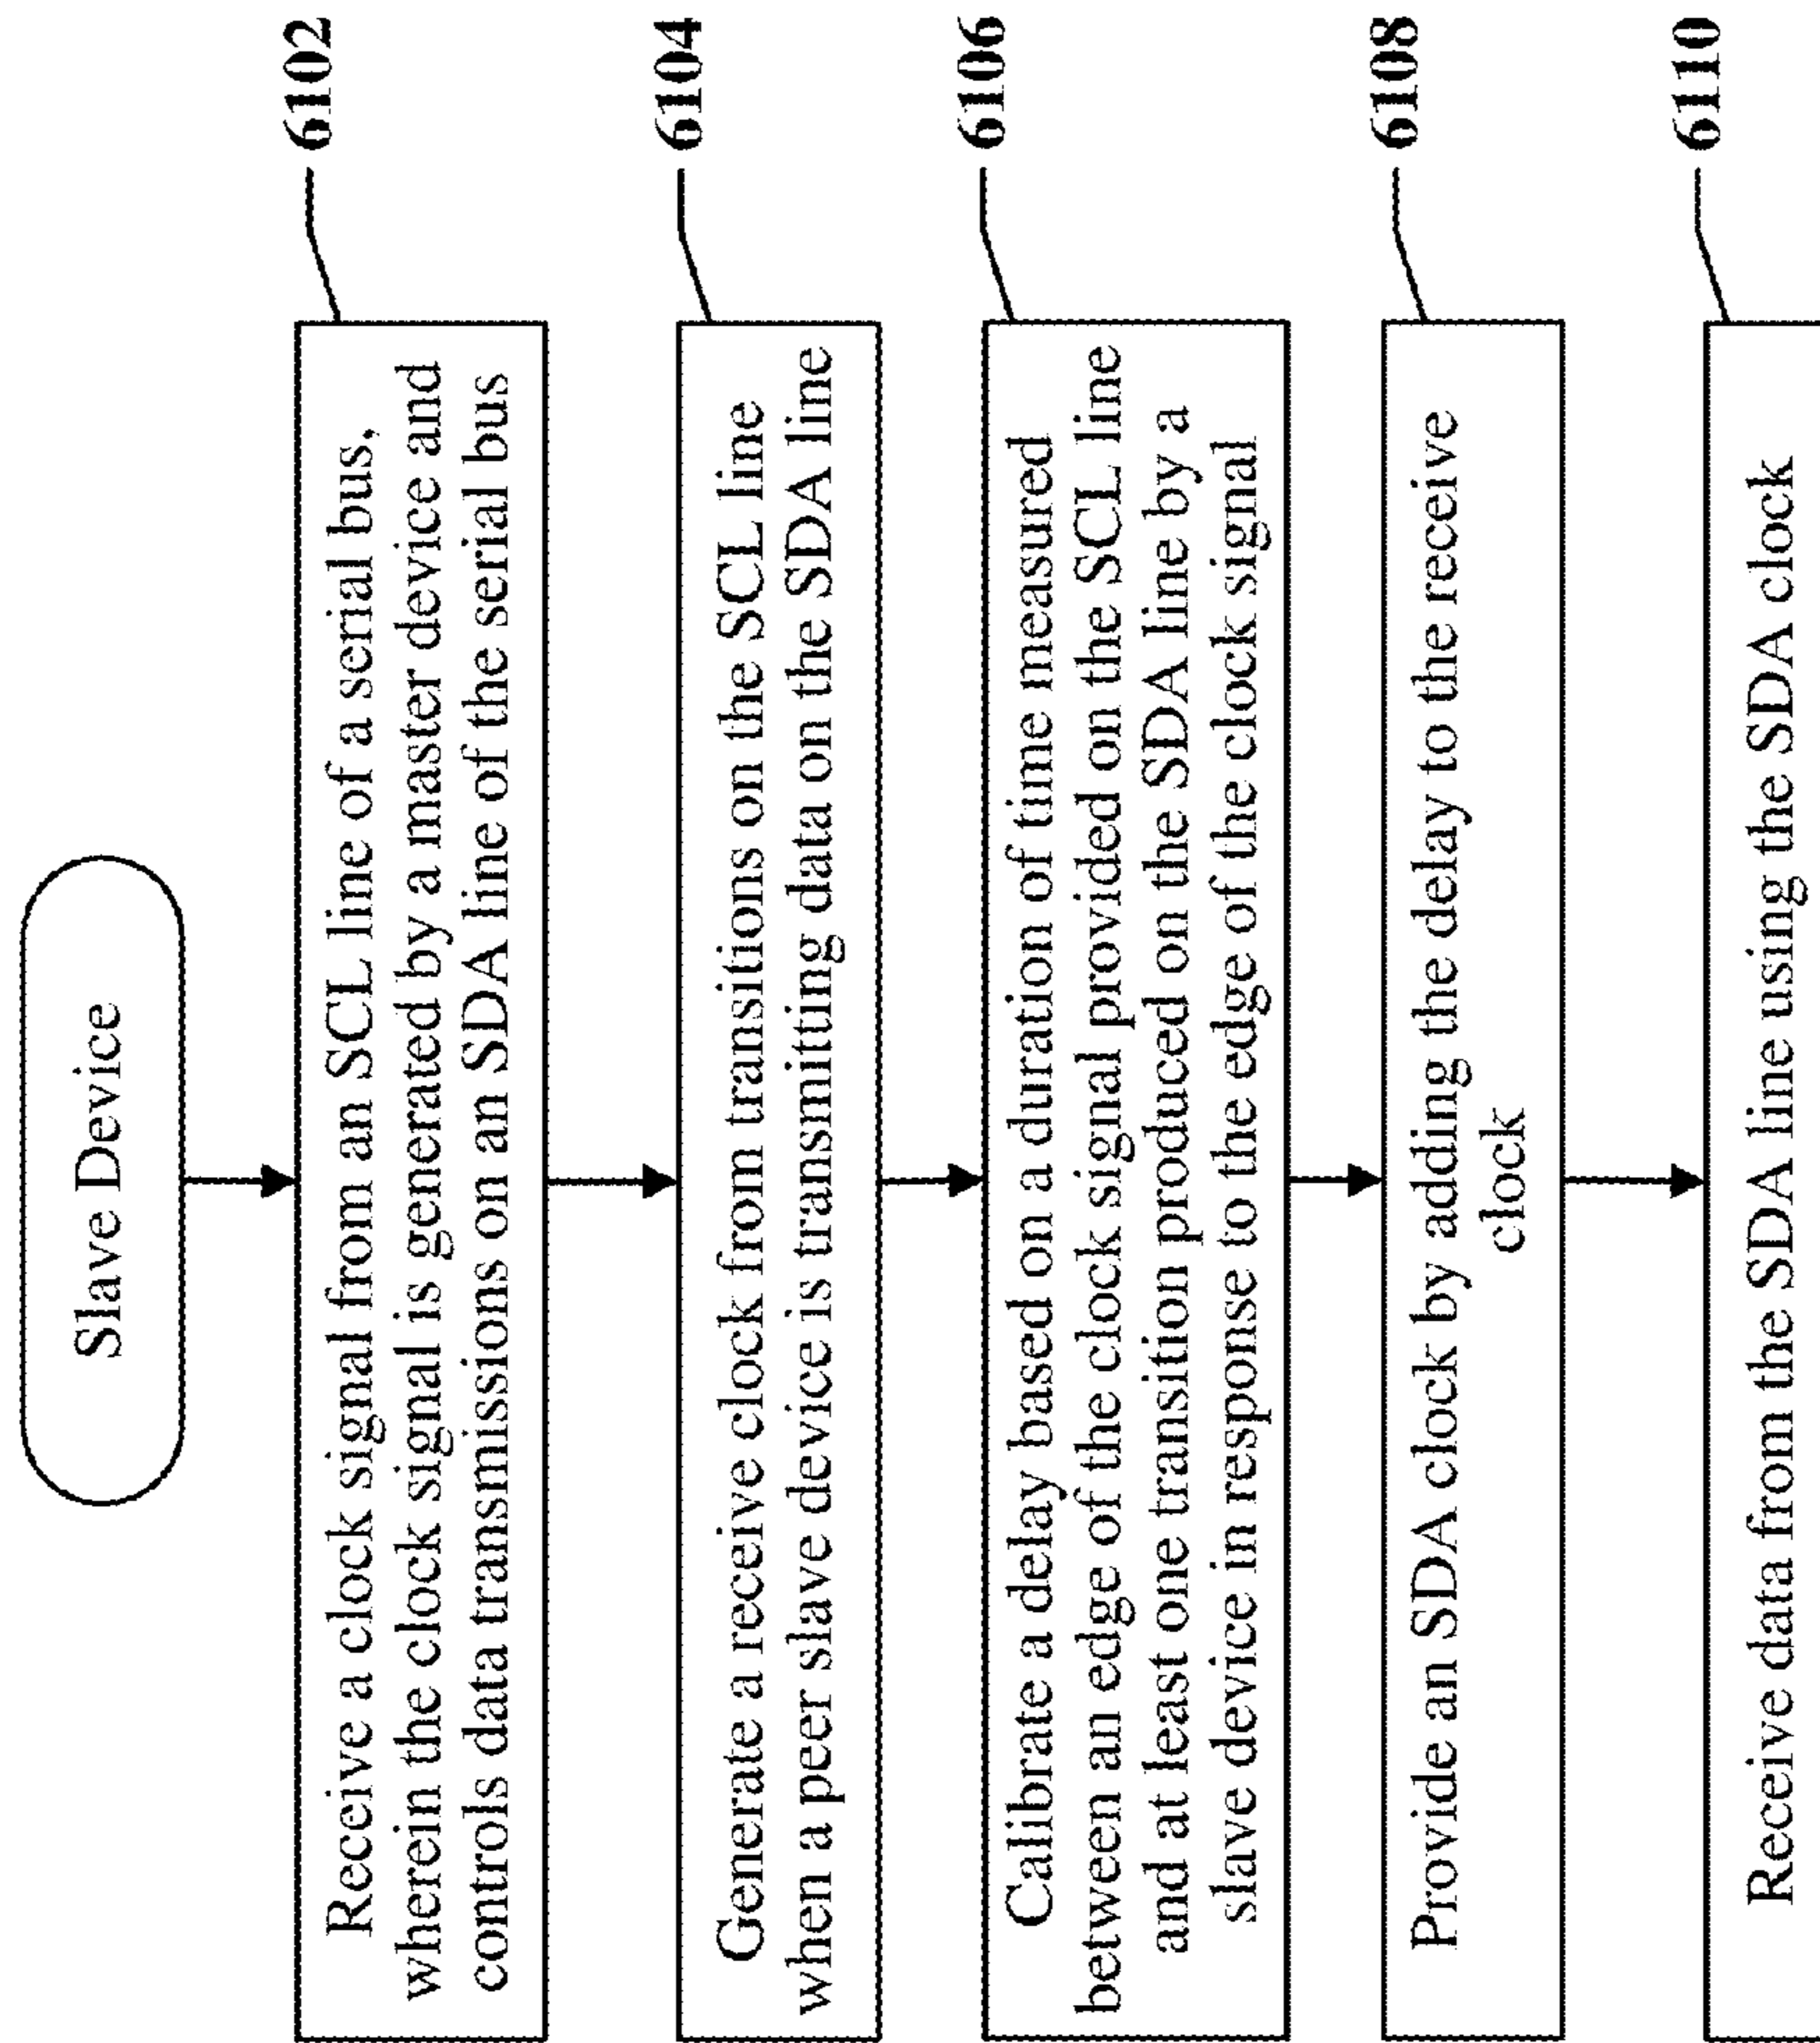 Slave Device
Receive a clock signal from an SCL line of a serial bus,
wherein the clock signal is generated by a master device and
controls data transmissions on an SDA line of the serial bus
6102
Generate a receive clock from transitions on the SCL line
when a peer slave device is transmitting data on the SDA line
6104
Calibrate a delay based on a duration of time measured
between an edge of the clock signal provided on the SCL line
and at least one transition produced on the SDA line by a
slave device in response to the edge of the clock signal
6106
Provide an SDA clock by adding the delay to the receive
clock
6108
Receive data from the SDA line using the SDA clock
6110